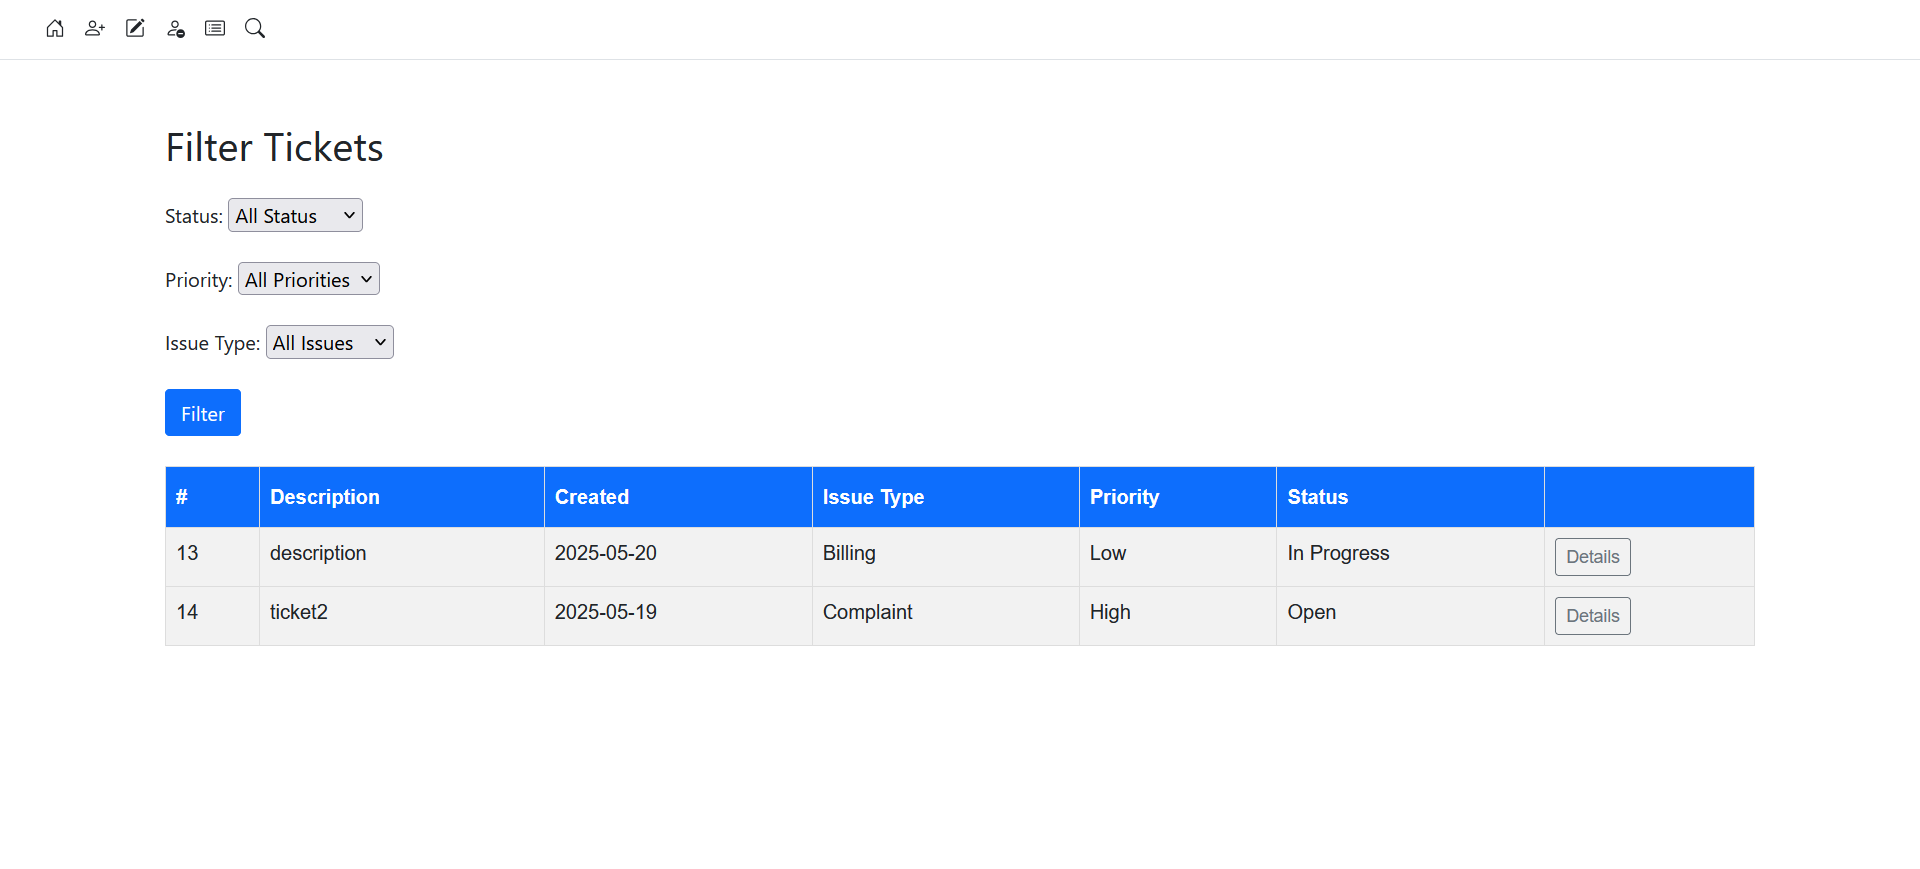 Filter Tickets
Status: All Status
Priority: All Priorities
Issue Type: All Issues
Filter
# Description Created Issue Type Priority Status
13 description 2025-05-20 Billing Low In Progress Details
14 ticket2 2025-05-19 Complaint High Open Details